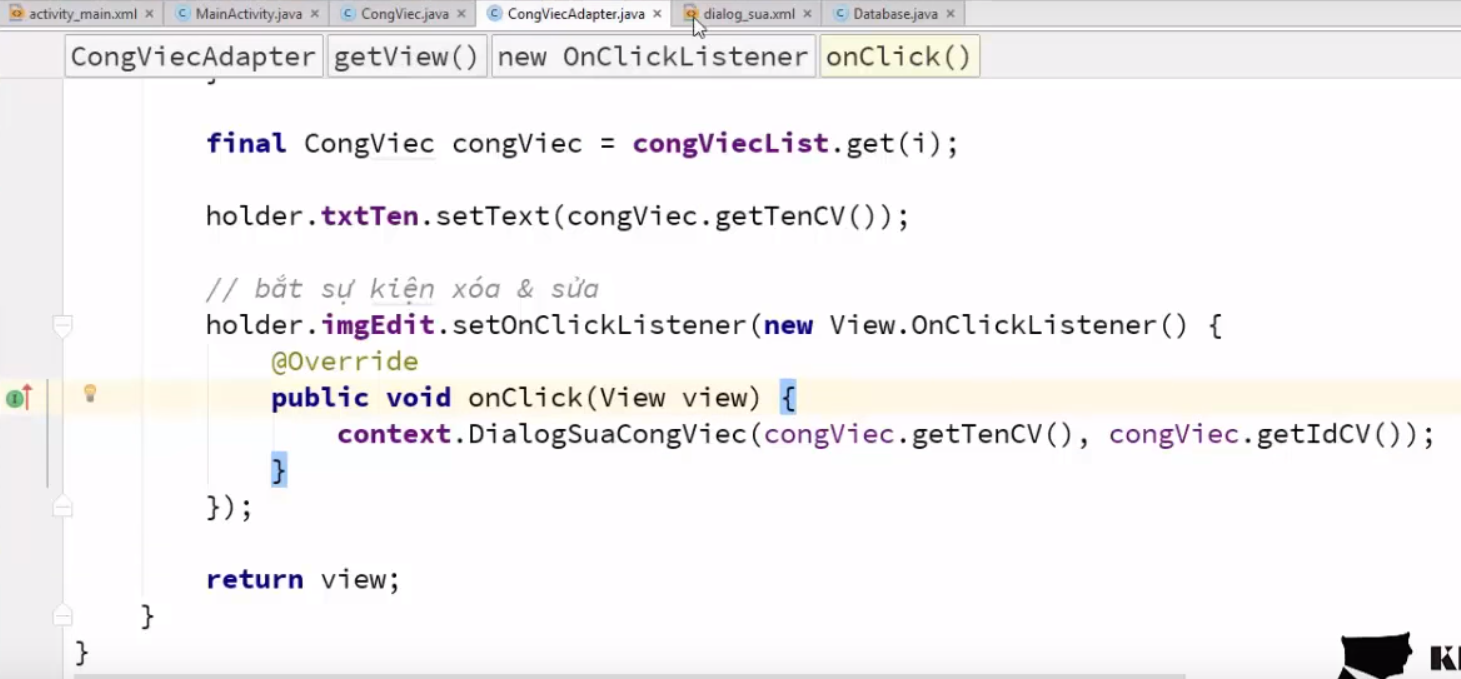 activity_main.xml MainActivity.java CongViec.java CongViecAdapter.java dialog_sua.xml Database.java
CongViecAdapter getView() new OnClickListener onClick()
}
final CongViec congViec = congViecList.get(i);
holder.txtTen.setText(congViec.getTenCV());
// bắt sự kiện xóa & sửa
holder.imgEdit.setOnClickListener(new View.OnClickListener() {
@Override
public void onClick(View view) {
context.DialogSuaCongViec(congViec.getTenCV(), congViec.getIdCV());
}
});
return view;
}
}